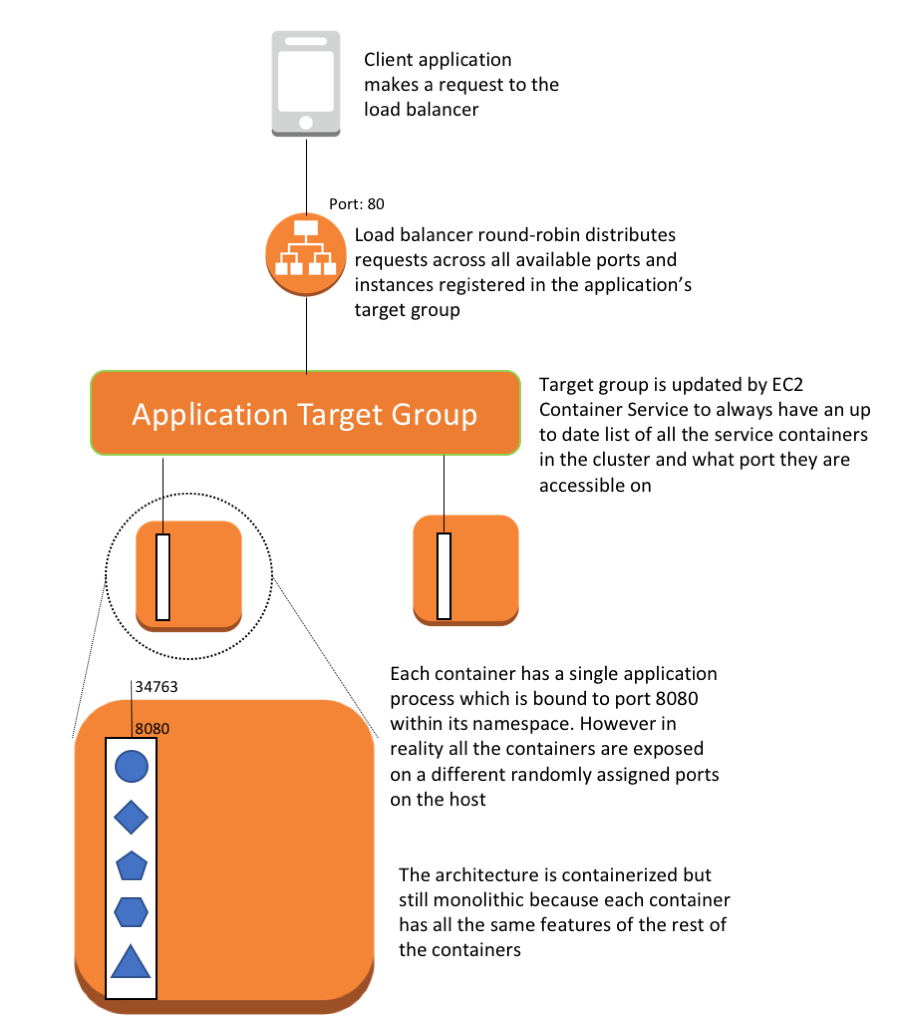 Client application
makes a request to the
load balancer
Port: 80
Load balancer round-robin distributes
requests across all available ports and
instances registered in the application’s
target group
Application Target Group
Target group is updated by EC2
Container Service to always have an up
to date list of all the service containers
in the cluster and what port they are
accessible on
34763
8080
Each container has a single application
process which is bound to port 8080
within its namespace. However in
reality all the containers are exposed
on a different randomly assigned ports
on the host
The architecture is containerized but
still monolithic because each container
has all the same features of the rest of
the containers